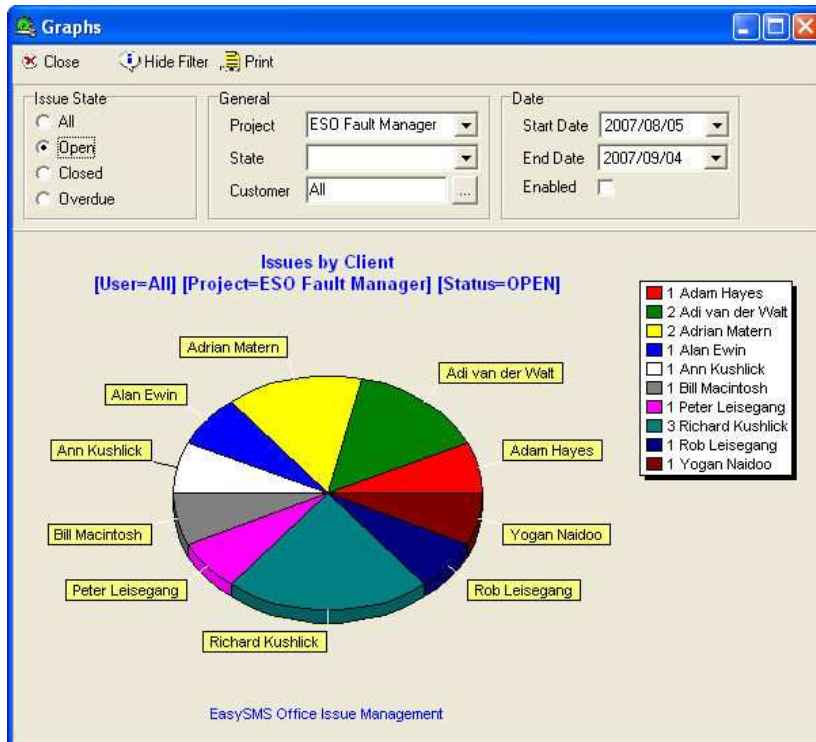 Graphs
Close Hide Filter Print
Issue State
All
Open
Closed
Overdue
General
Project ESO Fault Manager
State
Customer All ...
Date
Start Date 2007/08/05
End Date 2007/09/04
Enabled
Issues by Client
[User=All] [Project=ESO Fault Manager] [Status=OPEN]
1 Adam Hayes
2 Adi van der Walt
2 Adrian Matern
1 Alan Ewin
1 Ann Kushlick
1 Bill Macintosh
1 Peter Leisegang
3 Richard Kushlick
1 Rob Leisegang
1 Yogan Naidoo
Adrian Matern
Adi van der Walt
Alan Ewin
Ann Kushlick
Adam Hayes
Bill Macintosh
Yogan Naidoo
Peter Leisegang
Rob Leisegang
Richard Kushlick
EasySMS Office Issue Management